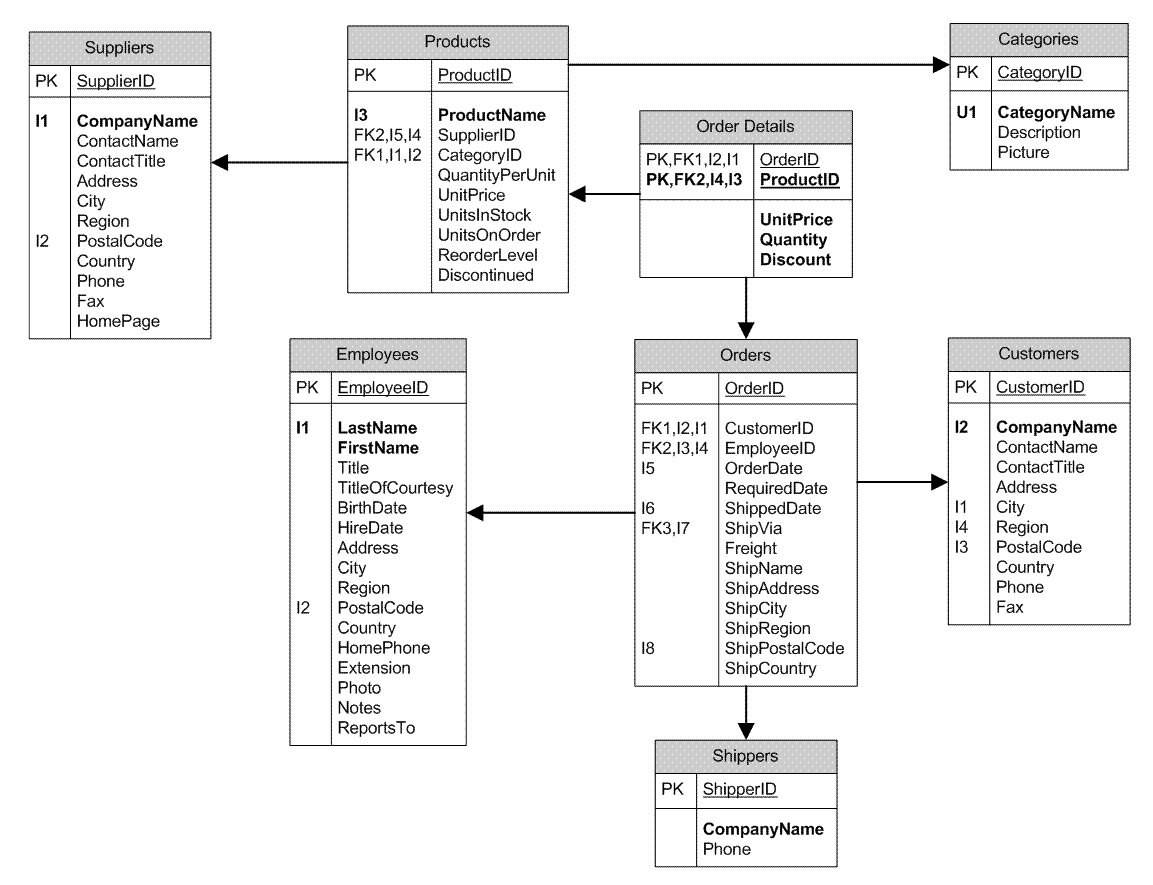 Suppliers
PK SupplierID
I1 CompanyName
ContactName
ContactTitle
Address
City
Region
I2 PostalCode
Country
Phone
Fax
HomePage
Products
PK ProductID
I3 ProductName
FK2,I5,I4 SupplierID
FK1,I1,I2 CategoryID
QuantityPerUnit
UnitPrice
UnitsInStock
UnitsOnOrder
ReorderLevel
Discontinued
Order Details
PK,FK1,I2,I1 OrderID
PK,FK2,I4,I3 ProductID
UnitPrice
Quantity
Discount
Categories
PK CategoryID
U1 CategoryName
Description
Picture
Employees
PK EmployeeID
I1 LastName
FirstName
Title
TitleOfCourtesy
BirthDate
HireDate
Address
City
Region
I2 PostalCode
Country
HomePhone
Extension
Photo
Notes
ReportsTo
Orders
PK OrderID
FK1,I2,I1 CustomerID
FK2,I3,I4 EmployeeID
I5 OrderDate
RequiredDate
I6 ShippedDate
FK3,I7 ShipVia
Freight
ShipName
ShipAddress
ShipCity
ShipRegion
I8 ShipPostalCode
ShipCountry
Customers
PK CustomerID
I2 CompanyName
ContactName
ContactTitle
Address
I1 City
I4 Region
I3 PostalCode
Country
Phone
Fax
Shippers
PK ShipperID
CompanyName
Phone